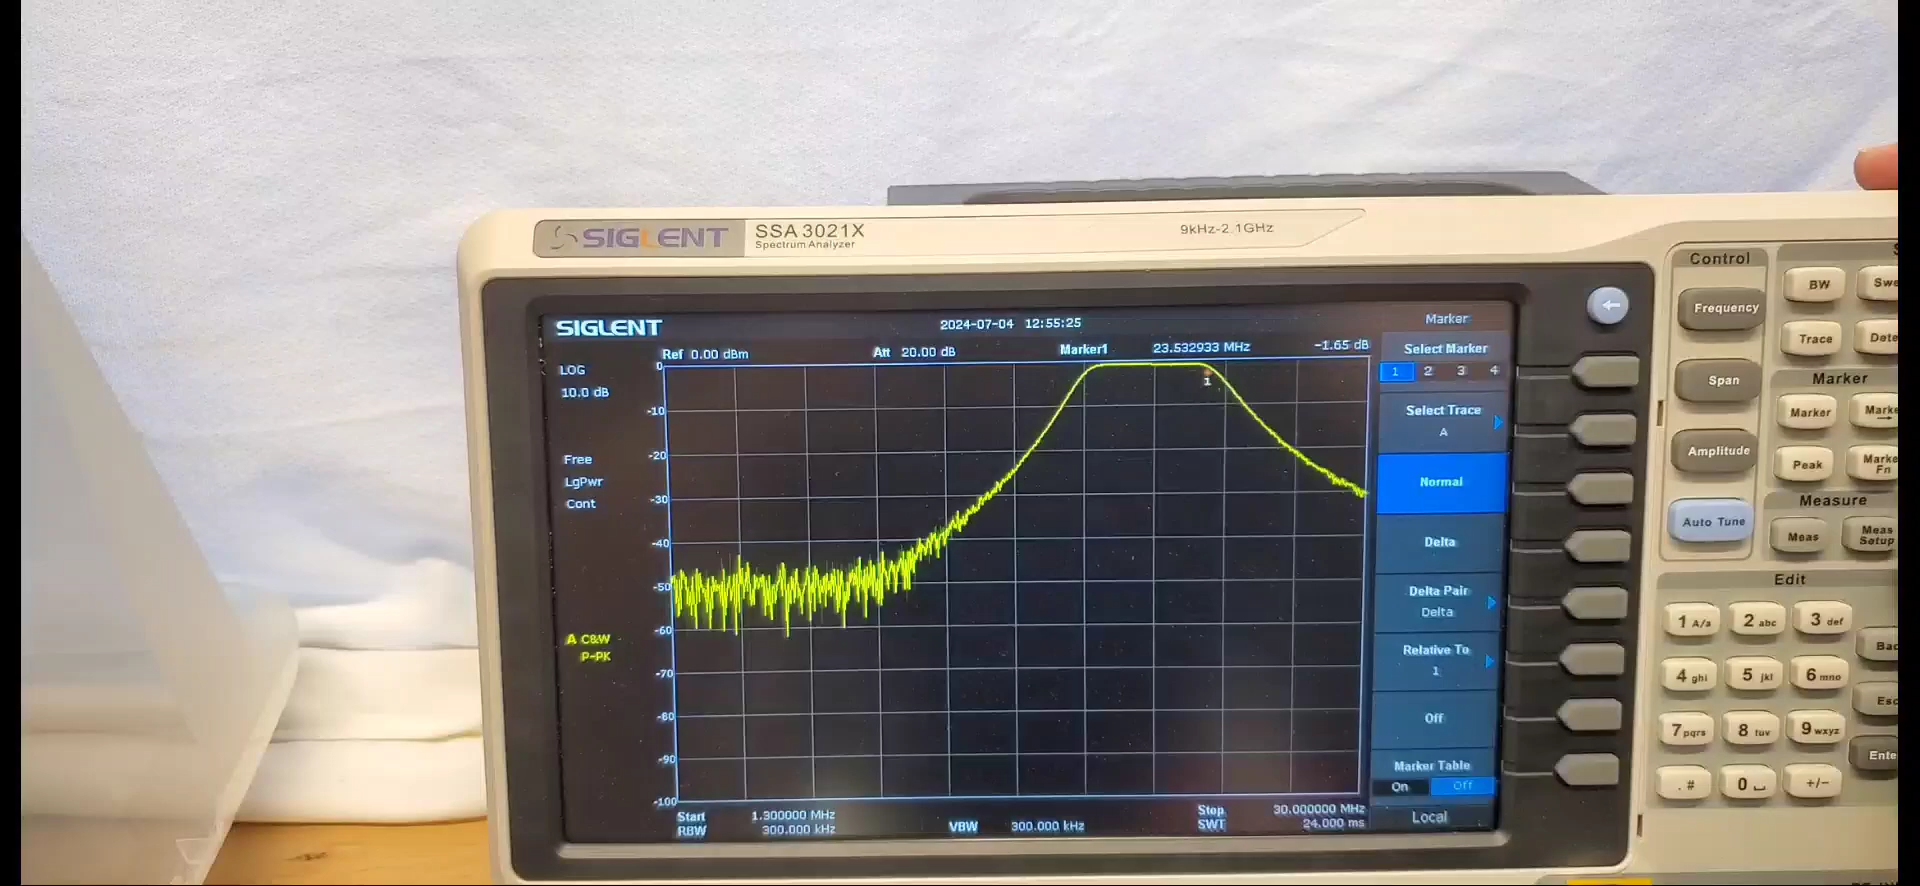 SIGLENT
SSA 3021X
Spectrum Analyzer
9kHz-2.1GHz
SIGLENT
2024-07-04 12:55:25
Marker
Ref 0.00 dBm
Att 20.00 dB
Marker1 23.532933 MHz -1.65 dB
LOG
10.0 dB
Free
LgPwr
Cont
A C&W
P-PK
0
-10
-20
-30
-40
-50
-60
-70
-80
-90
-100
1
Start 1.300000 MHz
RBW 300.000 kHz
VBW 300.000 kHz
Stop 30.000000 MHz
SWT 24.000 ms
Select Marker
1 2 3 4
Select Trace
A
Normal
Delta
Delta Pair
Delta
Relative To
1
Off
Marker Table
On Off
Local
Control
Frequency
Span
Amplitude
Auto Tune
BW
Trace
Marker
Marker
Peak
Fn
Measure
Meas
Meas
Setup
Edit
1 A/a 2 abc 3 def
4 ghi 5 jkl 6 mno
7 pqrs 8 tuv 9 wxyz
. # 0 +/-